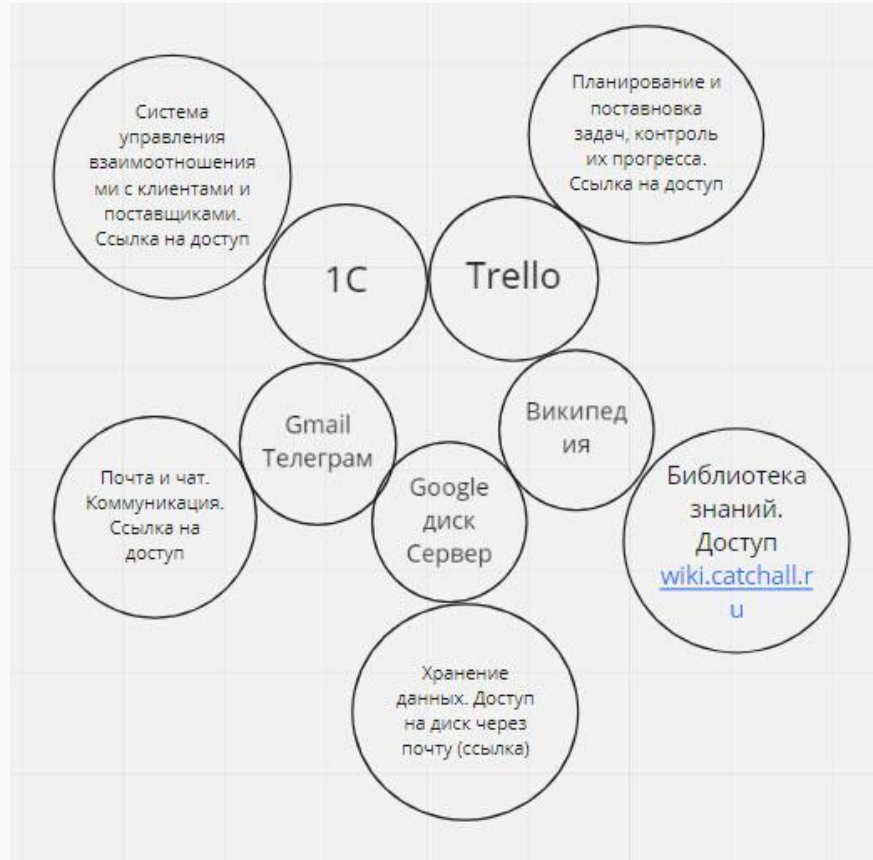 Система
управления
взаимоотношения
ми с клиентами и
поставщиками.
Ссылка на доступ
Планирование и
поставновка
задач, контроль
их прогресса.
Ссылка на доступ
1С
Trello
Gmail
Телеграм
Википед
ия
Google
диск
Сервер
Почта и чат.
Коммуникация.
Ссылка на
доступ
Библиотека
знаний.
Доступ
wiki.catchall.r
u
Хранение
данных. Доступ
на диск через
почту (ссылка)